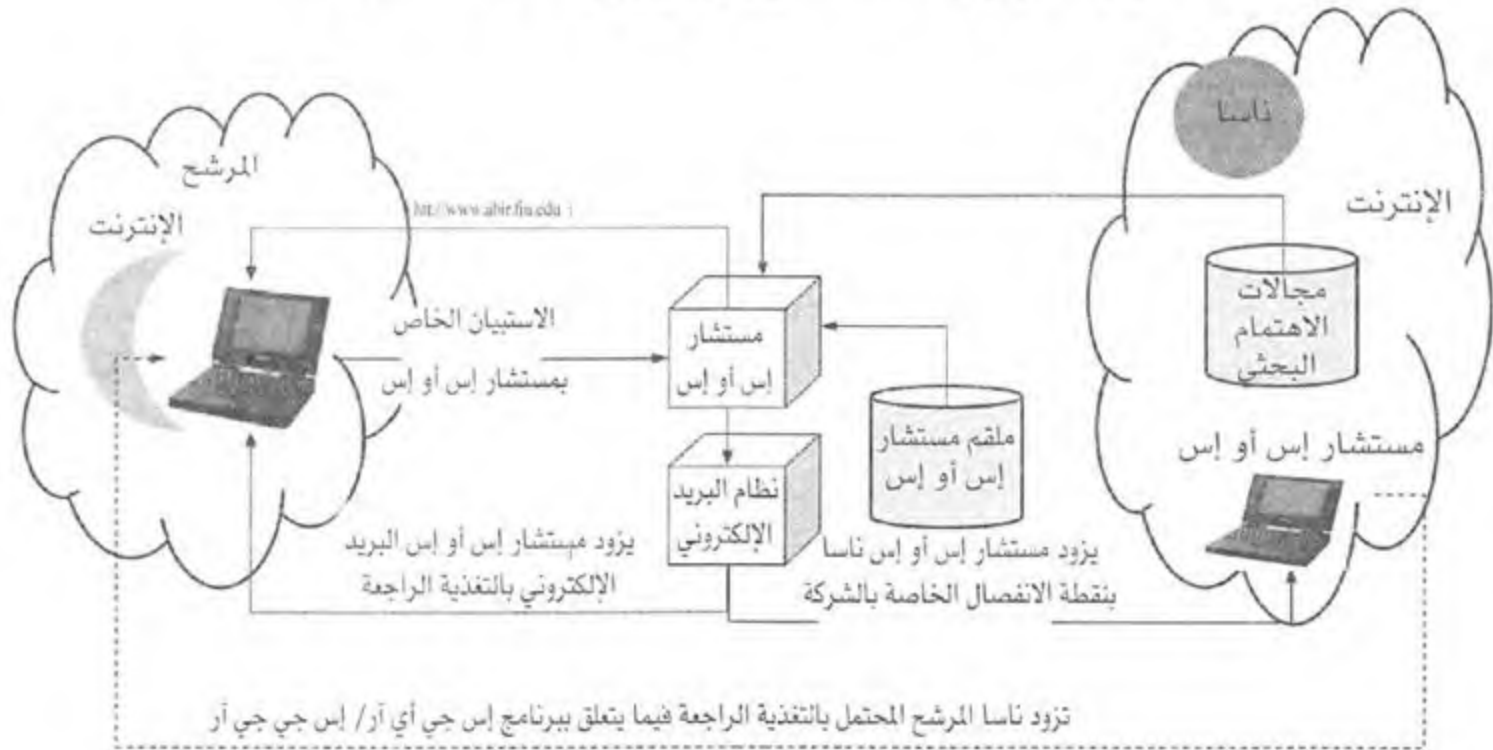 ناسا
المرشح
الإنترنت
الإنترنت
مجالات
الاهتمام
البحثي
الاستبيان الخاص
بمستشار إس أو إس
مستشار
إس أو إس
ملقم مستشار
إس أو إس
مستشار إس أو إس
نظام البريد
الإلكتروني
يزود مستشار إس أو إس البريد
الإلكتروني بالتغذية الراجعة
يزود مستشار إس أو إس ناسا
بنقطة الانفصال الخاصة بالشركة
تزود ناسا المرشح المحتمل بالتغذية الراجعة فيما يتعلق ببرنامج إس جي أي آر/ إس جي جي آر